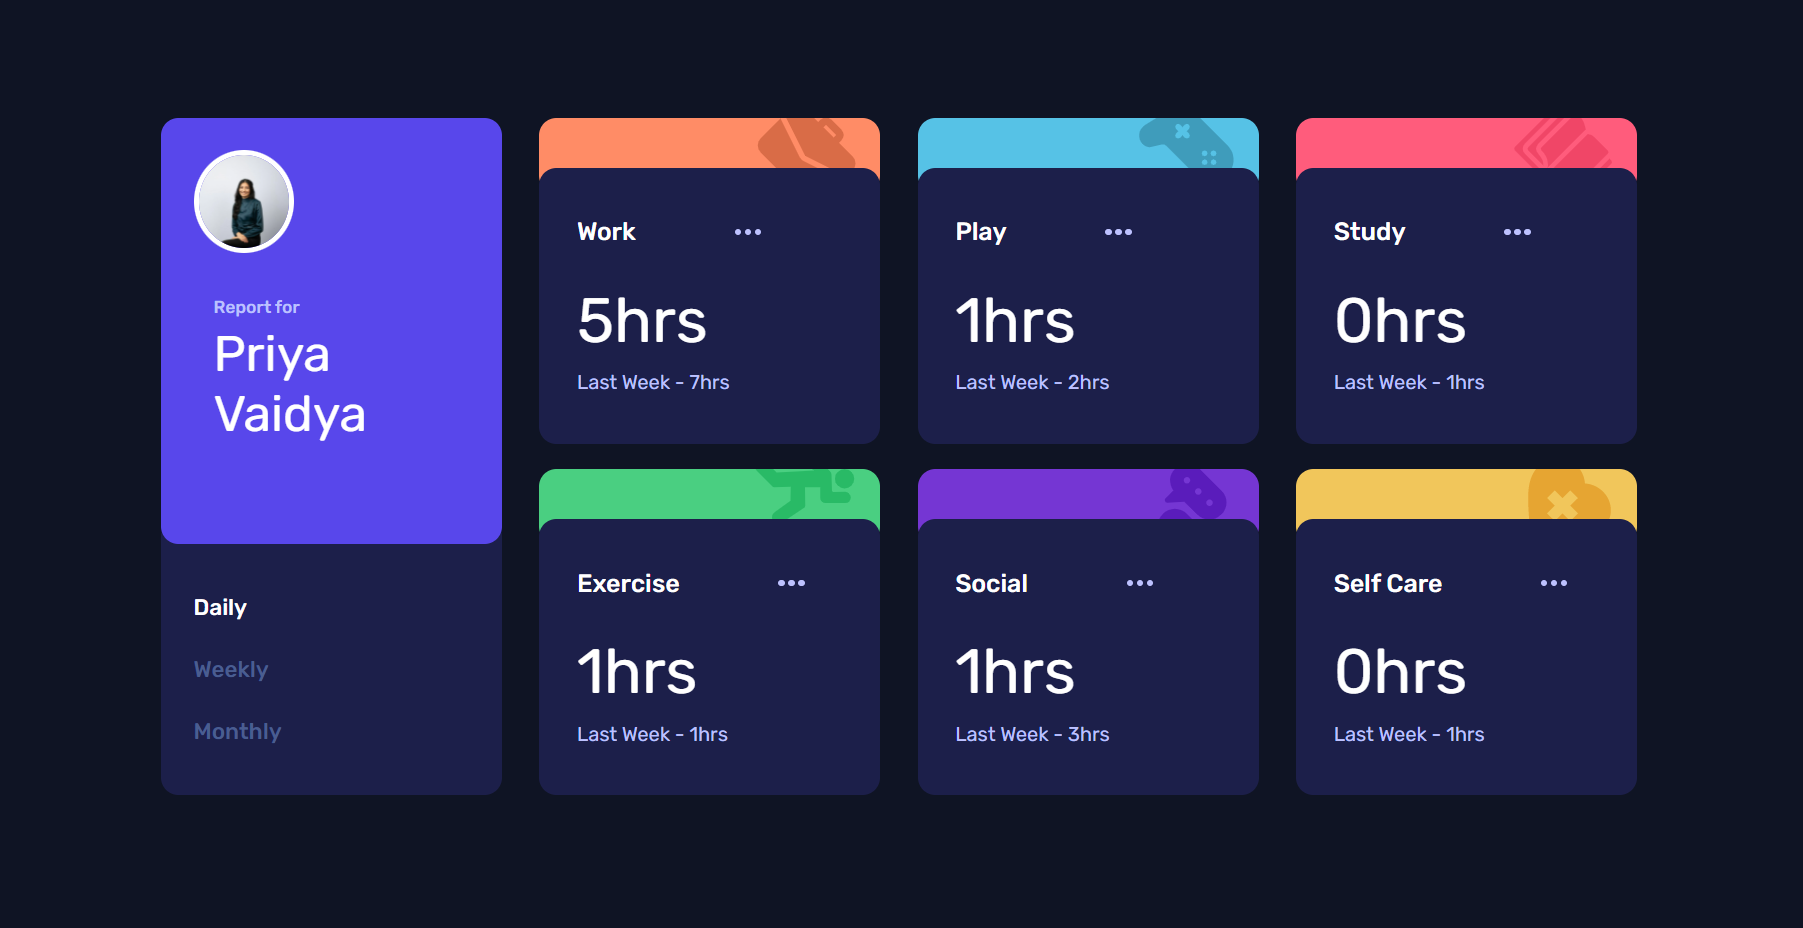 Report for
Priya
Vaidya
Daily
Weekly
Monthly
Work
5hrs
Last Week - 7hrs
Play
1hrs
Last Week - 2hrs
Study
0hrs
Last Week - 1hrs
Exercise
1hrs
Last Week - 1hrs
Social
1hrs
Last Week - 3hrs
Self Care
0hrs
Last Week - 1hrs